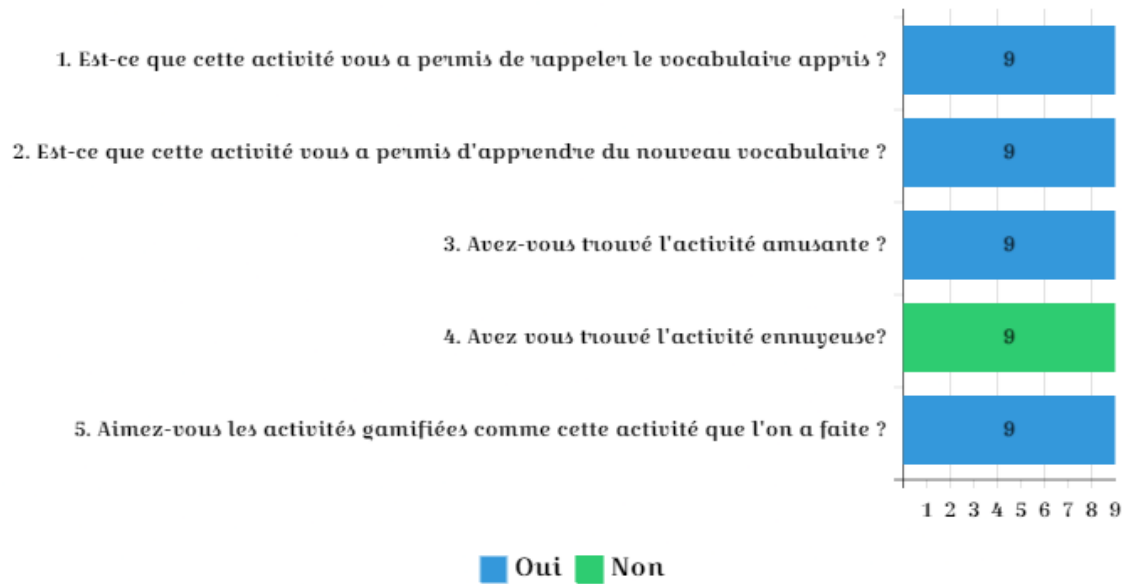 1. Est-ce que cette activité vous a permis de rappeler le vocabulaire appris ?
9
2. Est-ce que cette activité vous a permis d'apprendre du nouveau vocabulaire ?
9
3. Avez-vous trouvé l'activité amusante ?
9
4. Avez vous trouvé l'activité ennuyeuse?
9
5. Aimez-vous les activités gamifiées comme cette activité que l'on a faite ?
9
1 2 3 4 5 6 7 8 9
Oui Non